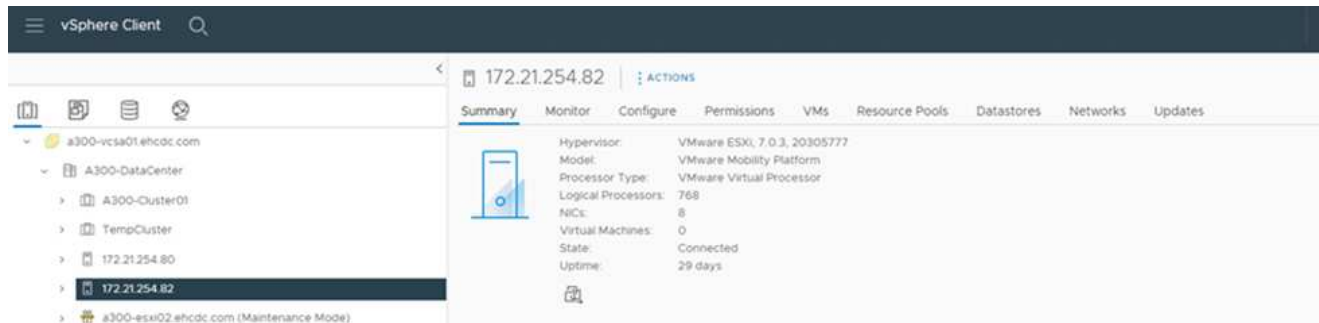 vSphere Client
172.21.254.82 ACTIONS
Summary Monitor Configure Permissions VMs Resource Pools Datastores Networks Updates
a300-vcsa01.ehcdc.com
A300-DataCenter
A300-Cluster01
TempCluster
172.21.254.80
172.21.254.82
a300-esxi02.ehcdc.com (Maintenance Mode)
Hypervisor: VMware ESXi, 7.0.3, 20305777
Model: VMware Mobility Platform
Processor Type: VMware Virtual Processor
Logical Processors: 768
NICs: 8
Virtual Machines: 0
State: Connected
Uptime: 29 days